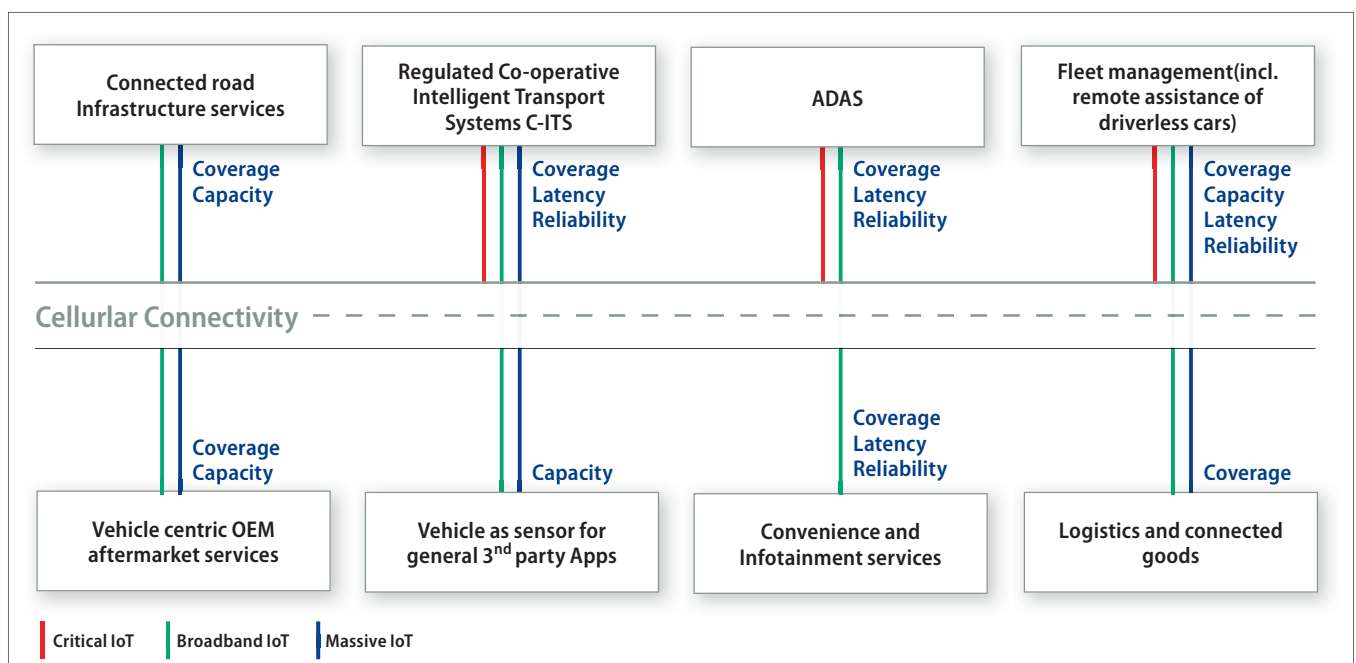 Connected road
Infrastructure services
Regulated Co-operative
Intelligent Transport
Systems C-ITS
ADAS
Fleet management(incl.
remote assistance of
driverless cars)
Coverage
Capacity
Coverage
Latency
Reliability
Coverage
Latency
Reliability
Coverage
Capacity
Latency
Reliability
Cellurlar Connectivity
Coverage
Capacity
Capacity
Coverage
Latency
Reliability
Coverage
Vehicle centric OEM
aftermarket services
Vehicle as sensor for
general 3nd party Apps
Convenience and
Infotainment services
Logistics and connected
goods
Critical IoT
Broadband IoT
Massive IoT